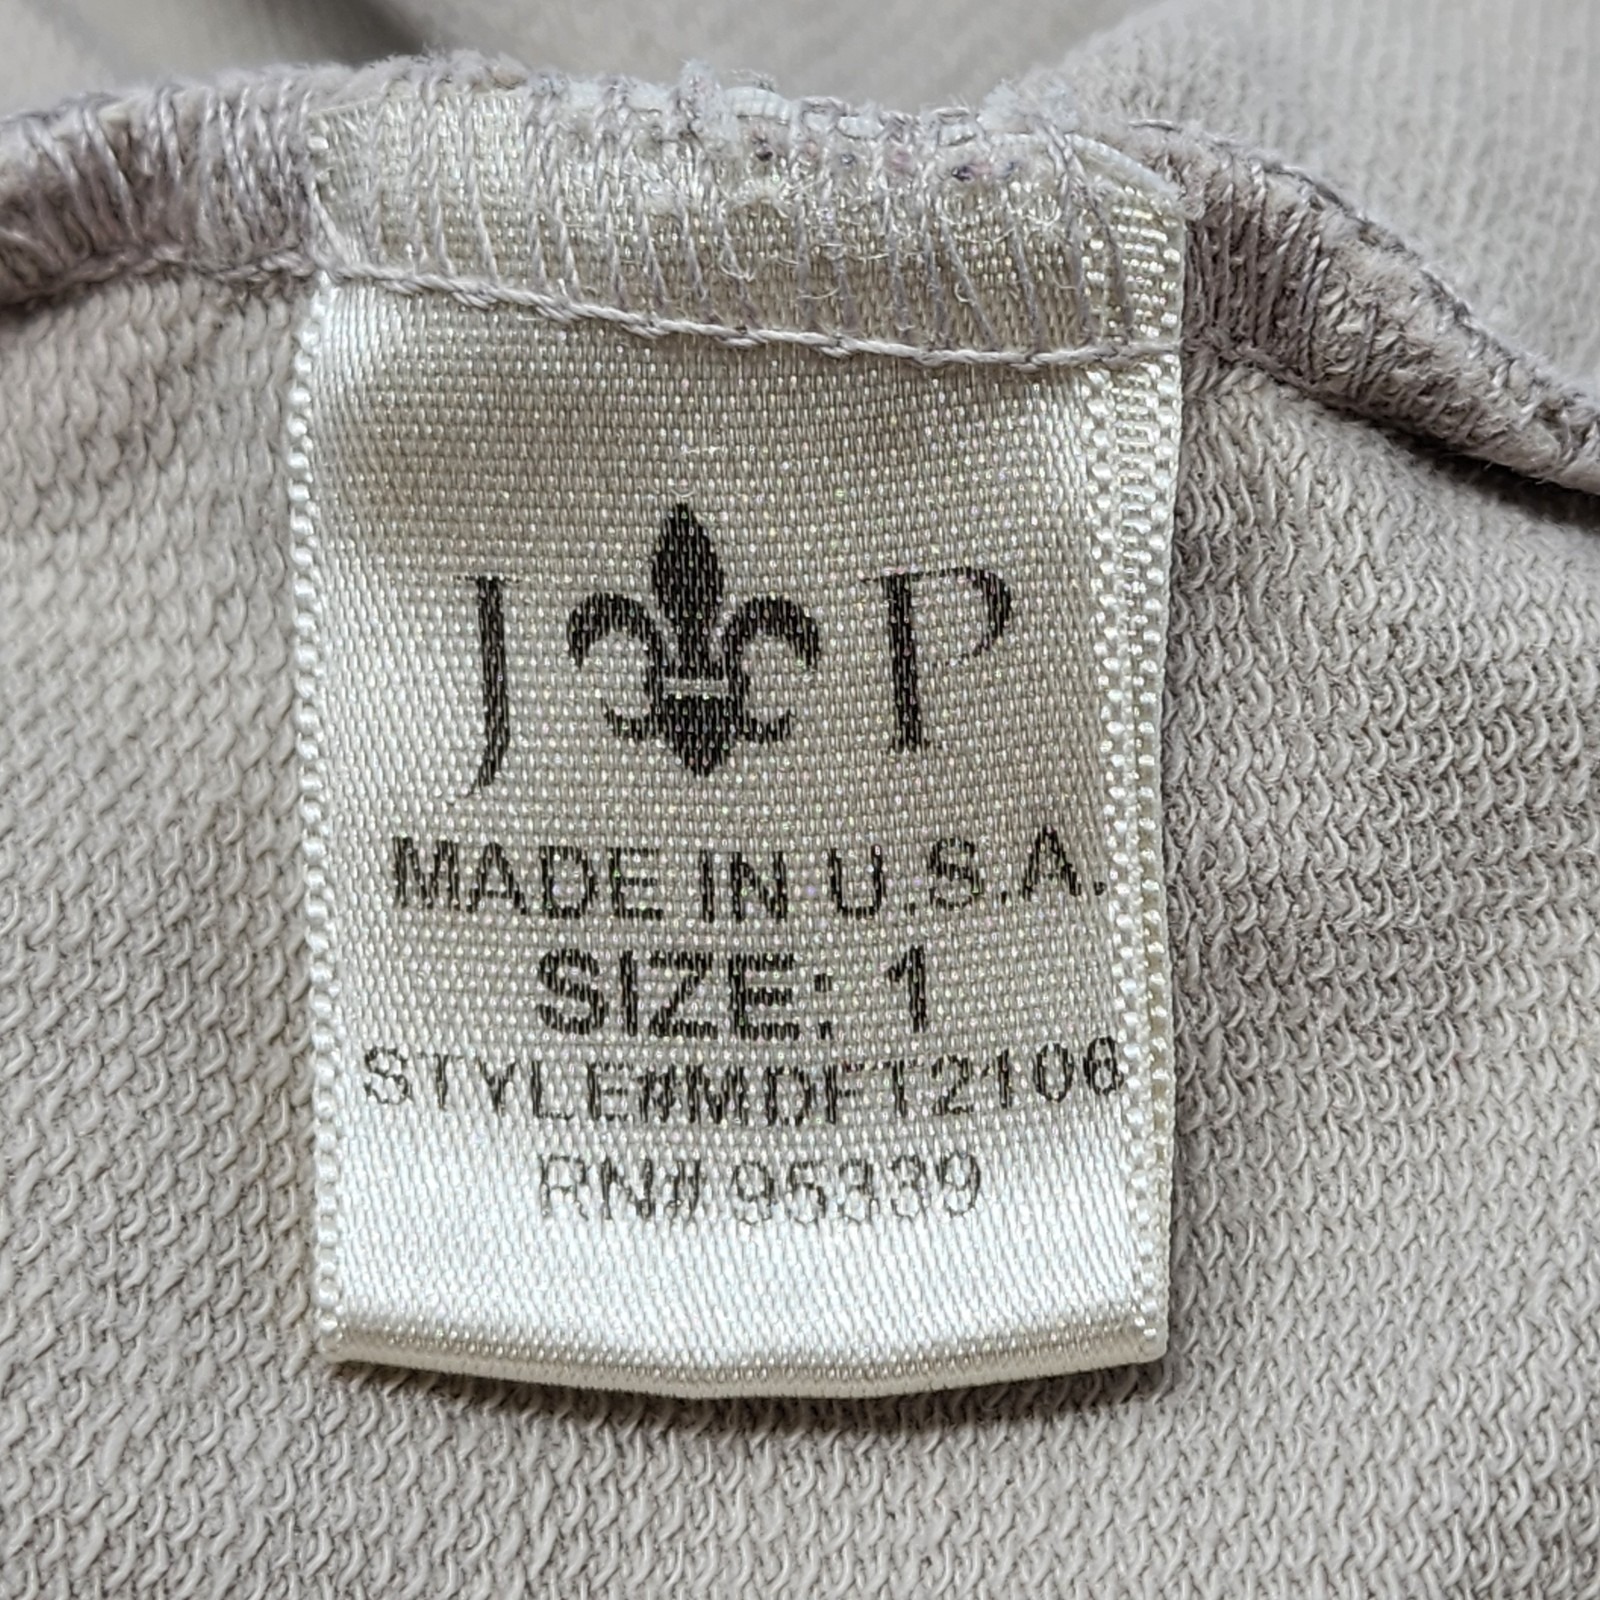 J P
MADE IN U.S.A.
SIZE: 1
STYLE#MDFT2106
RN# 95339